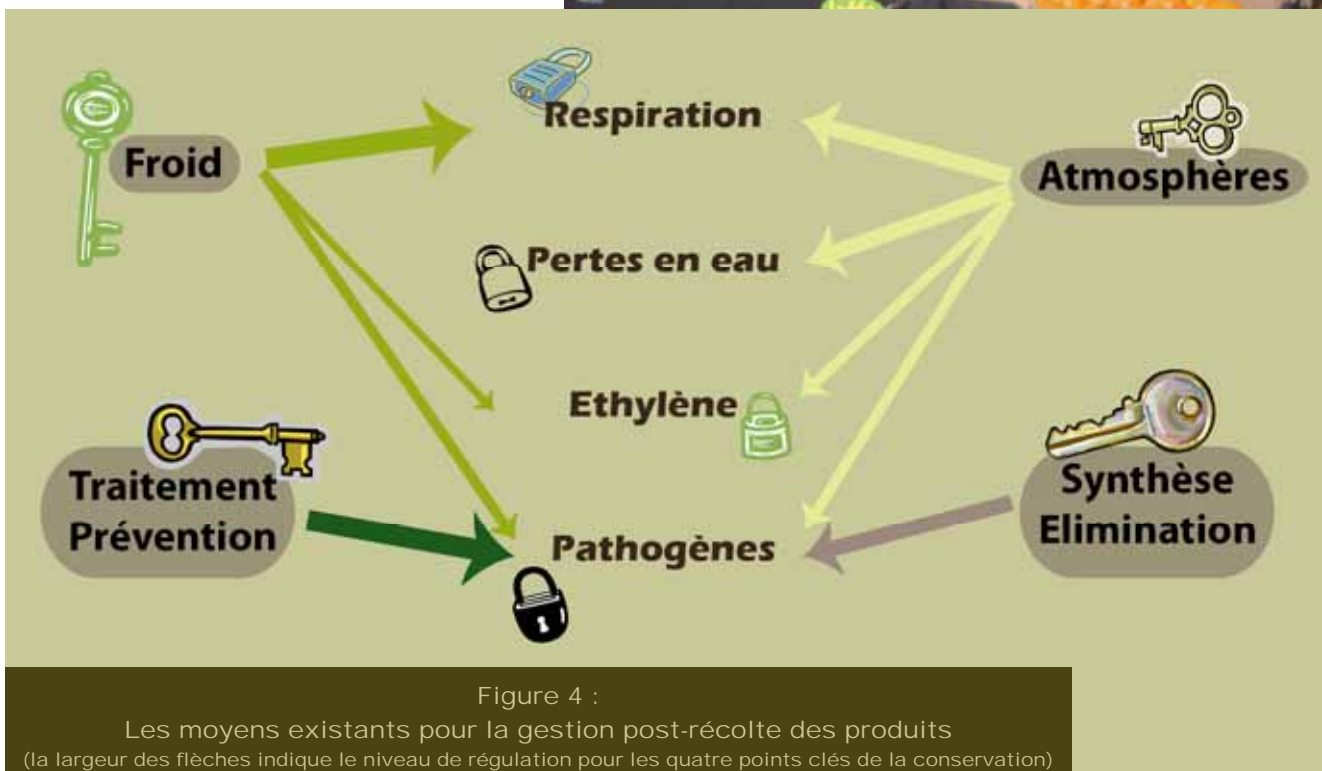 Respiration
Froid
Atmosphères
Pertes en eau
Ethylène
Traitement
Prévention
Synthèse
Elimination
Pathogènes
Figure 4 :
Les moyens existants pour la gestion post-récolte des produits
(la largeur des flèches indique le niveau de régulation pour les quatre points clés de la conservation)